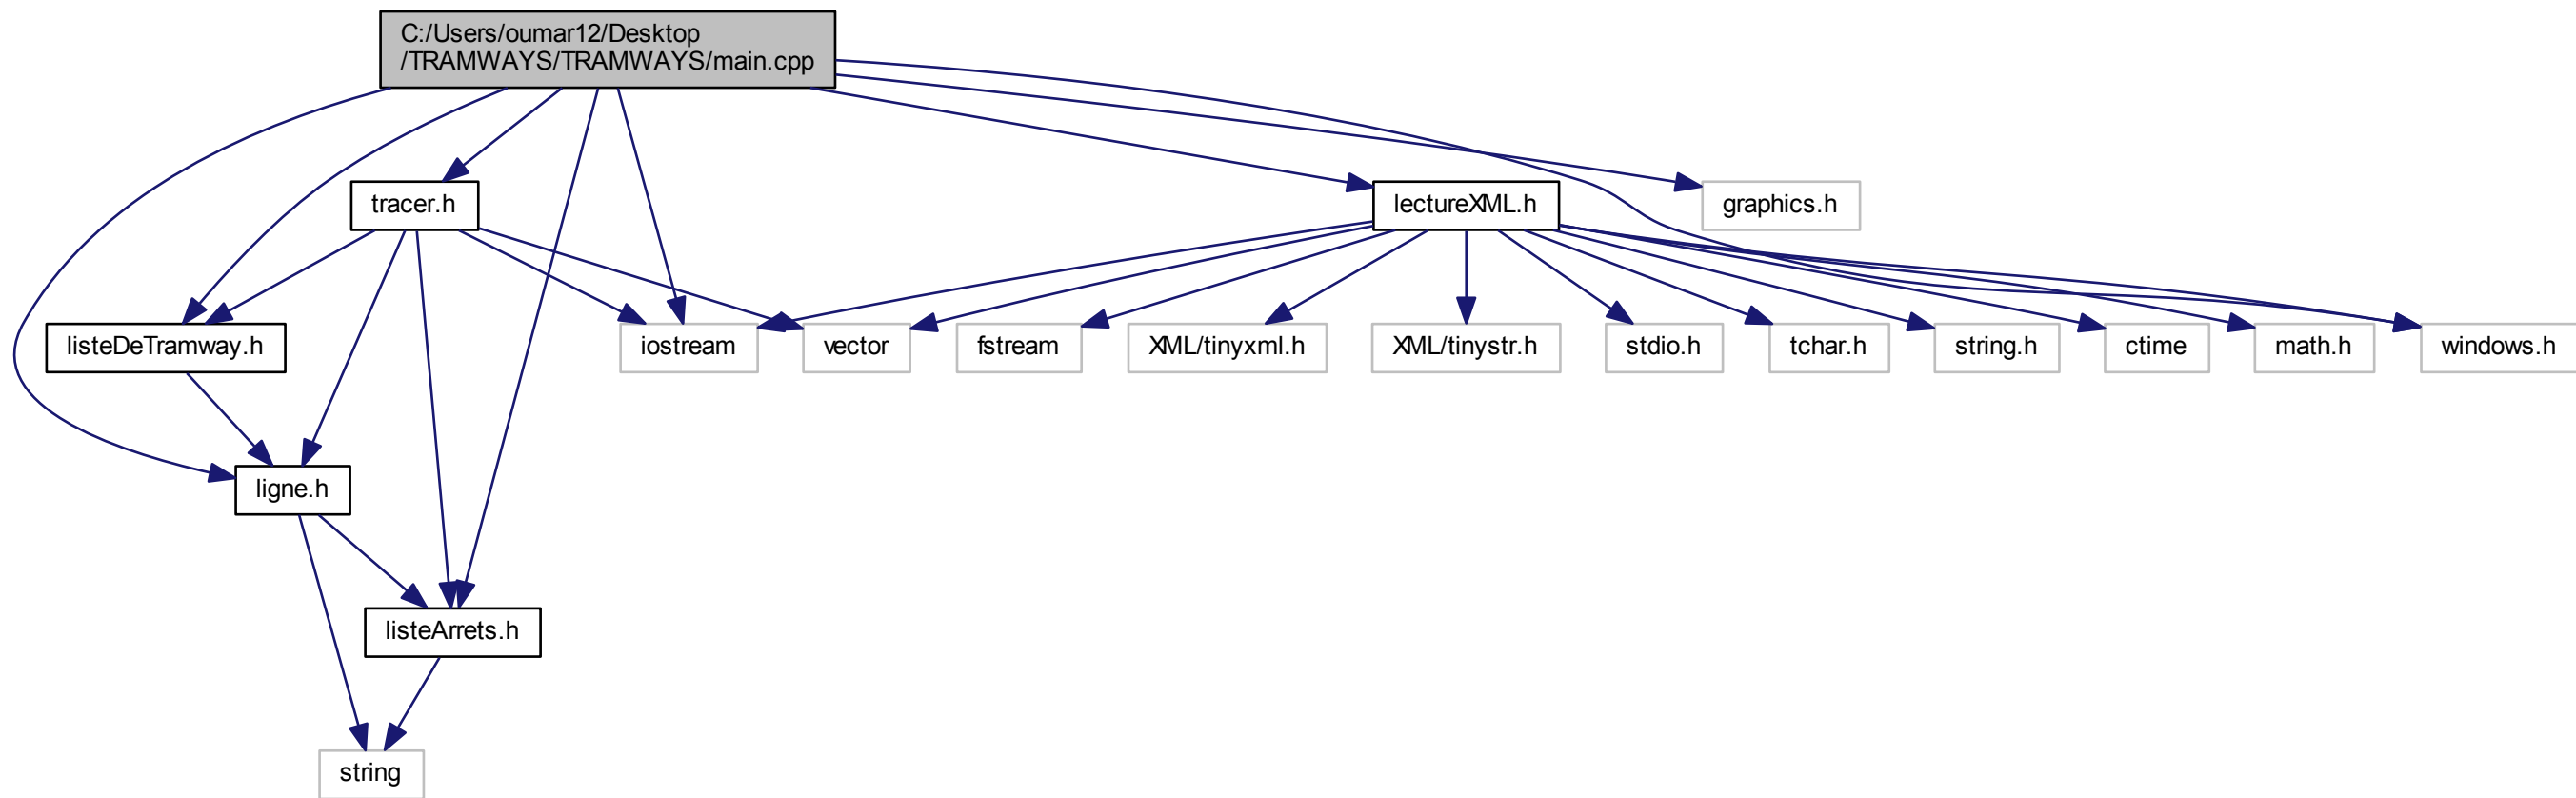 C:/Users/oumar12/Desktop
/TRAMWAYS/TRAMWAYS/main.cpp
tracer.h
lectureXML.h
graphics.h
listeDeTramway.h
iostream
vector
fstream
XML/tinyxml.h
XML/tinystr.h
stdio.h
tchar.h
string.h
ctime
math.h
windows.h
ligne.h
listeArrets.h
string